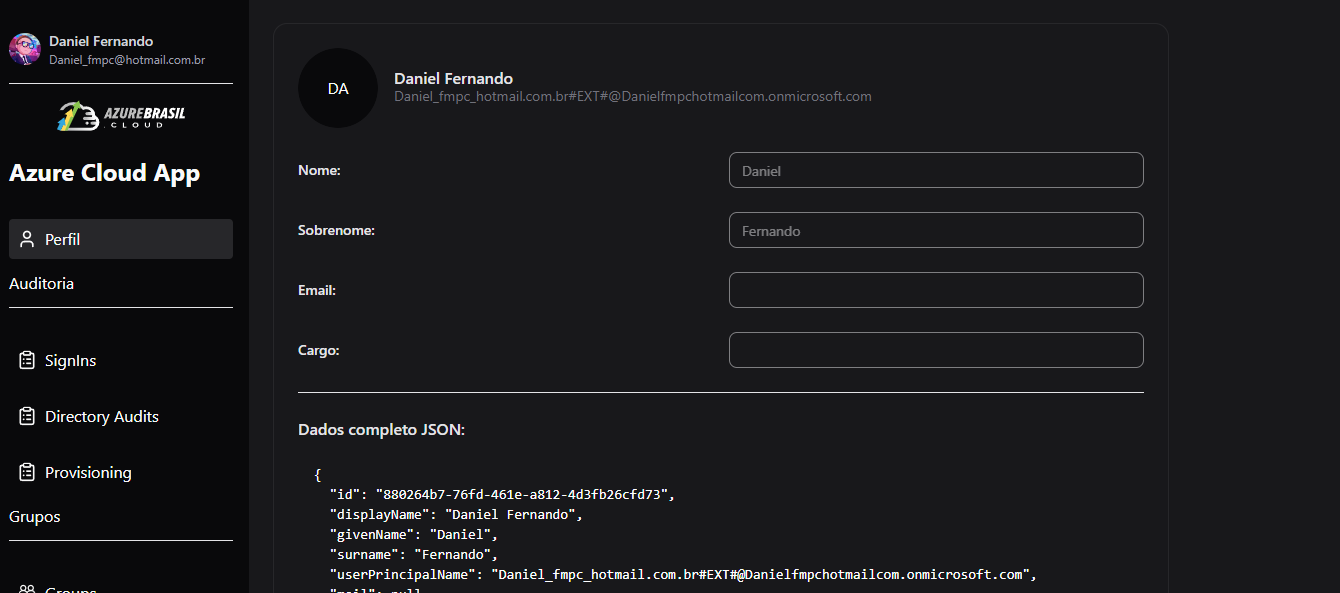 Daniel Fernando
Daniel_fmpc@hotmail.com.br
AZUREBRASIL
.CLOUD
Azure Cloud App
Perfil
Auditoria
SignIns
Directory Audits
Provisioning
Grupos
Groups
DA
Daniel Fernando
Daniel_fmpc_hotmail.com.br#EXT#@Danielfmpchotmailcom.onmicrosoft.com
Nome:
Daniel
Sobrenome:
Fernando
Email:
Cargo:
Dados completo JSON:
{
"id": "880264b7-76fd-461e-a812-4d3fb26cfd73",
"displayName": "Daniel Fernando",
"givenName": "Daniel",
"surname": "Fernando",
"userPrincipalName": "Daniel_fmpc_hotmail.com.br#EXT#@Danielfmpchotmailcom.onmicrosoft.com",
"mail": null